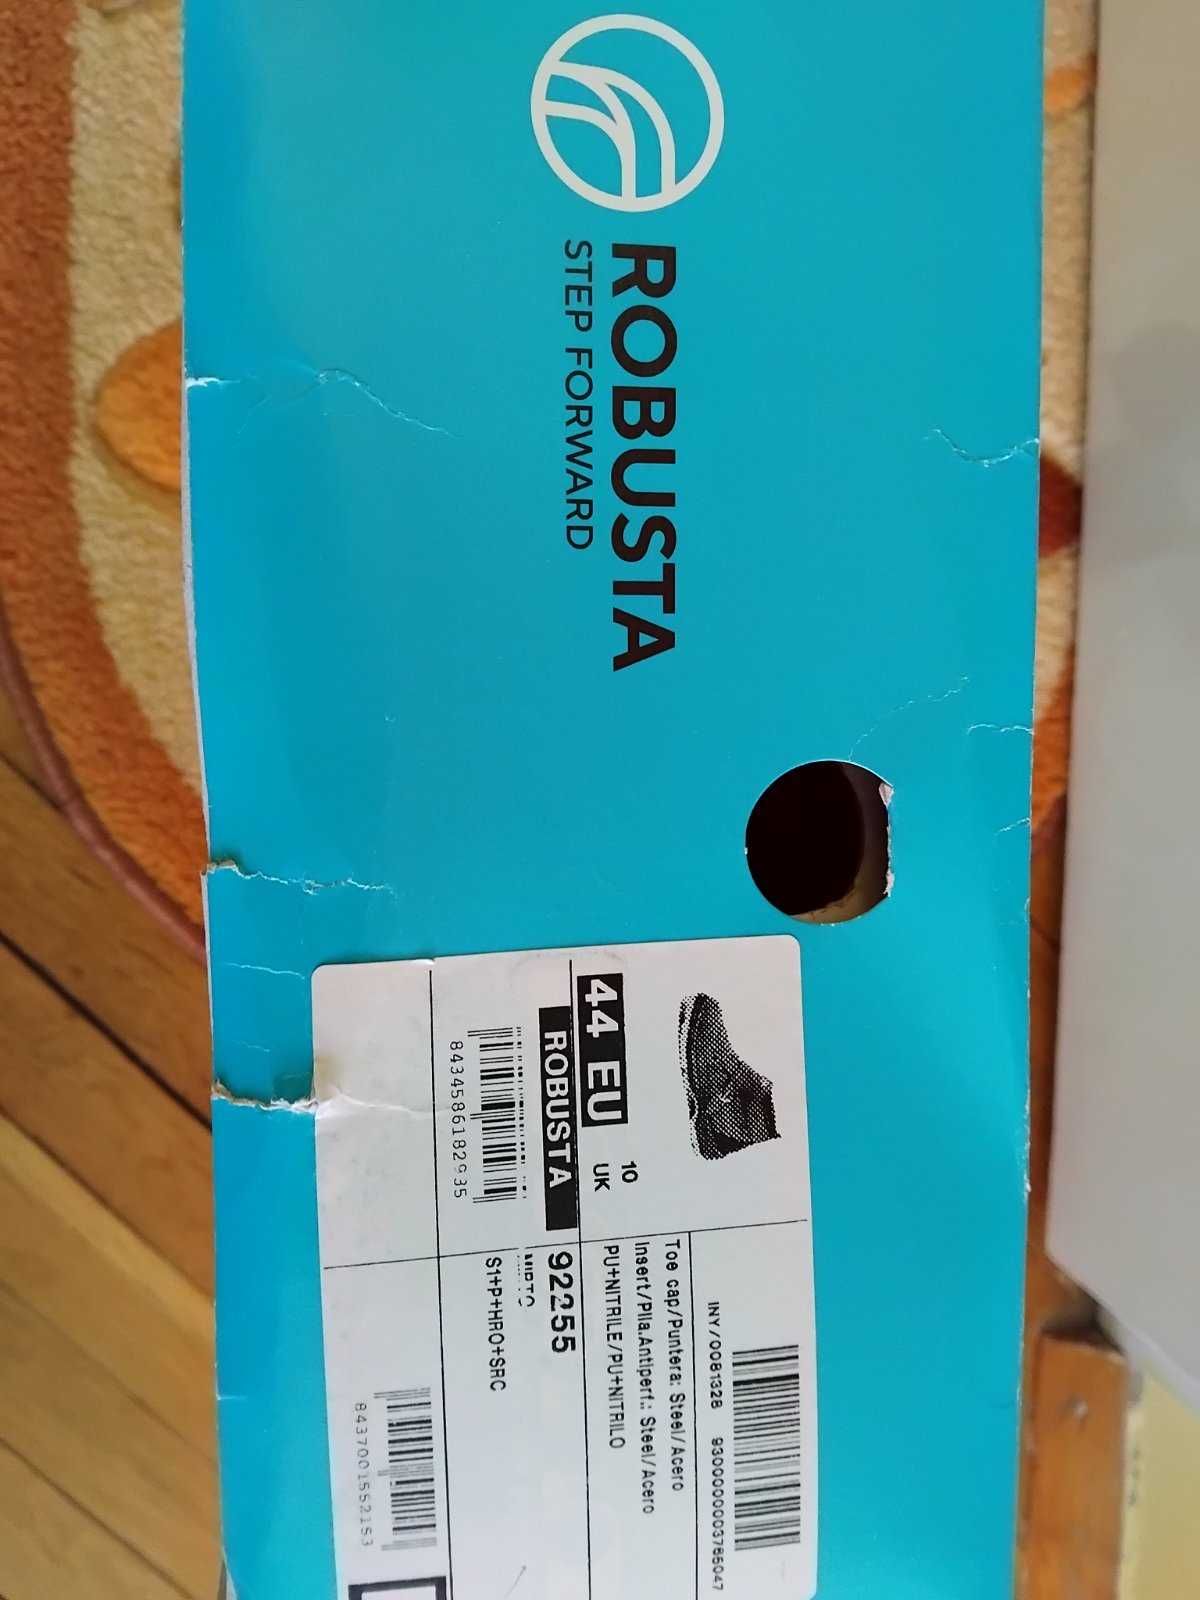 ROBUSTA
STEP FORWARD
44 EU
10
UK
ROBUSTA
8434586182935
INY/0081328 9300000003766047
Toe cap/Puntera: Steel/Acero
Insert/Plla.Antiperf.: Steel/Acero
PU+NITRILE/PU+NITRILO
92255
S1+P+HRO+SRC
8437001552153